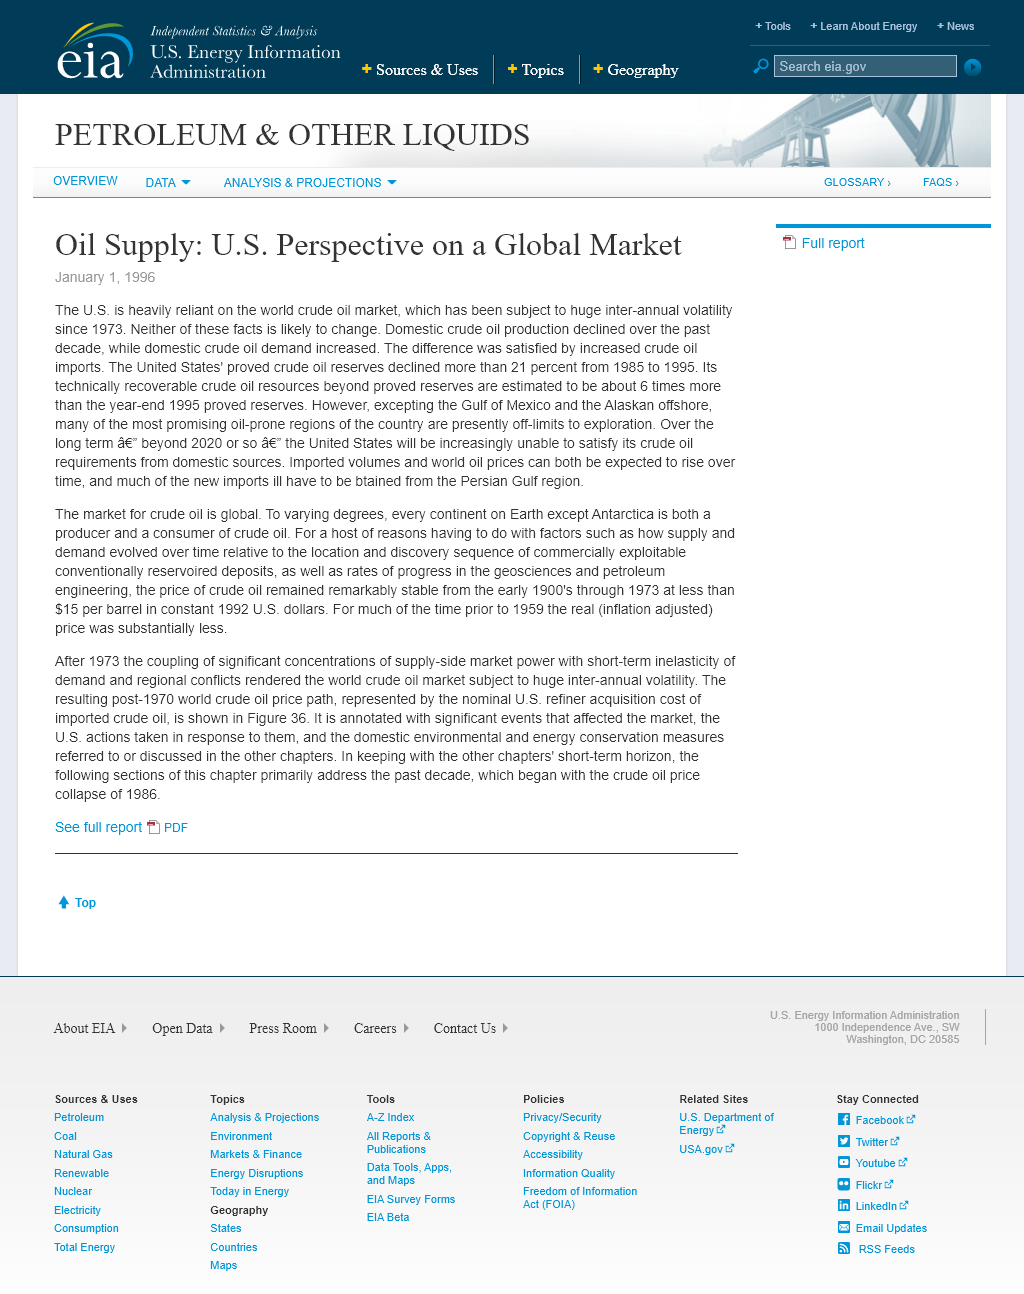 Tools
Learn About Energy
News
eia
Independent Statistics & Analysis
U.S. Energy Information
Administration
Sources & Uses
Topics
Geography
Search eia.gov
PETROLEUM & OTHER LIQUIDS
OVERVIEW
DATA
ANALYSIS & PROJECTIONS
GLOSSARY ›
FAQS ›
Oil Supply: U.S. Perspective on a Global Market
January 1, 1996
Full report
The U.S. is heavily reliant on the world crude oil market, which has been subject to huge inter-annual volatility
since 1973. Neither of these facts is likely to change. Domestic crude oil production declined over the past
decade, while domestic crude oil demand increased. The difference was satisfied by increased crude oil
imports. The United States' proved crude oil reserves declined more than 21 percent from 1985 to 1995. Its
technically recoverable crude oil resources beyond proved reserves are estimated to be about 6 times more
than the year-end 1995 proved reserves. However, excepting the Gulf of Mexico and the Alaskan offshore,
many of the most promising oil-prone regions of the country are presently off-limits to exploration. Over the
long term â€” beyond 2020 or so â€” the United States will be increasingly unable to satisfy its crude oil
requirements from domestic sources. Imported volumes and world oil prices can both be expected to rise over
time, and much of the new imports ill have to be btained from the Persian Gulf region.
The market for crude oil is global. To varying degrees, every continent on Earth except Antarctica is both a
producer and a consumer of crude oil. For a host of reasons having to do with factors such as how supply and
demand evolved over time relative to the location and discovery sequence of commercially exploitable
conventionally reservoired deposits, as well as rates of progress in the geosciences and petroleum
engineering, the price of crude oil remained remarkably stable from the early 1900's through 1973 at less than
$15 per barrel in constant 1992 U.S. dollars. For much of the time prior to 1959 the real (inflation adjusted)
price was substantially less.
After 1973 the coupling of significant concentrations of supply-side market power with short-term inelasticity of
demand and regional conflicts rendered the world crude oil market subject to huge inter-annual volatility. The
resulting post-1970 world crude oil price path, represented by the nominal U.S. refiner acquisition cost of
imported crude oil, is shown in Figure 36. It is annotated with significant events that affected the market, the
U.S. actions taken in response to them, and the domestic environmental and energy conservation measures
referred to or discussed in the other chapters. In keeping with the other chapters' short-term horizon, the
following sections of this chapter primarily address the past decade, which began with the crude oil price
collapse of 1986.
See full report PDF
Top
About EIA
Open Data
Press Room
Careers
Contact Us
U.S. Energy Information Administration
1000 Independence Ave., SW
Washington, DC 20585
Sources & Uses
Petroleum
Coal
Natural Gas
Renewable
Nuclear
Electricity
Consumption
Total Energy
Topics
Analysis & Projections
Environment
Markets & Finance
Energy Disruptions
Today in Energy
Geography
States
Countries
Maps
Tools
A-Z Index
All Reports &
Publications
Data Tools, Apps,
and Maps
EIA Survey Forms
EIA Beta
Policies
Privacy/Security
Copyright & Reuse
Accessibility
Information Quality
Freedom of Information
Act (FOIA)
Related Sites
U.S. Department of
Energy
USA.gov
Stay Connected
Facebook
Twitter
Youtube
Flickr
LinkedIn
Email Updates
RSS Feeds